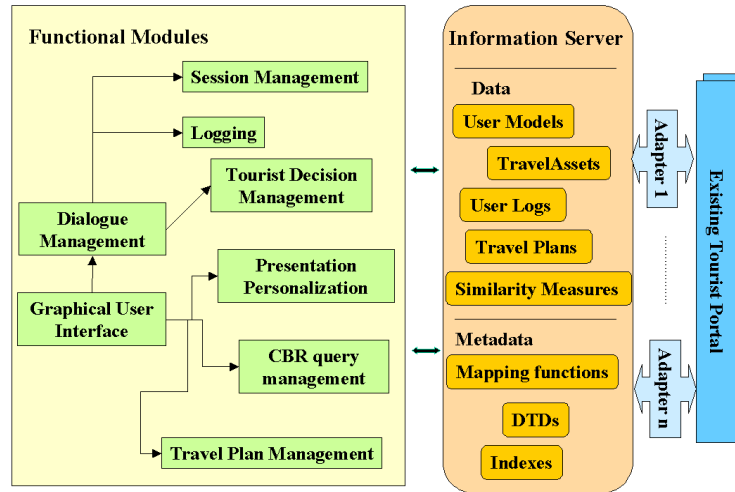 Functional Modules
Session Management
Logging
Tourist Decision
Management
Dialogue
Management
Presentation
Personalization
Graphical User
Interface
CBR query
management
Travel Plan Management
Information Server
Data
User Models
TravelAssets
User Logs
Travel Plans
Similarity Measures
Metadata
Mapping functions
DTDs
Indexes
Adapter 1
Adapter n
Existing Tourist Portal